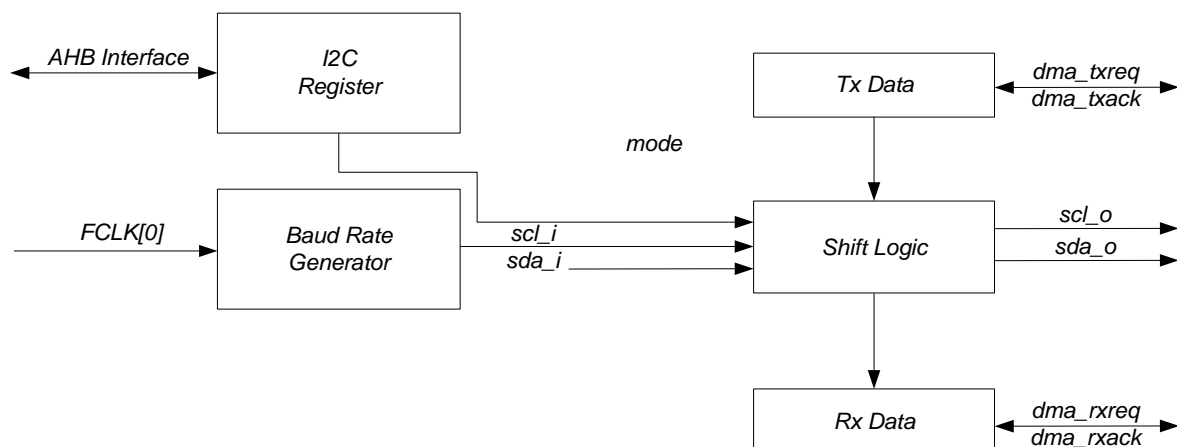 AHB Interface
I2C
Register
Tx Data
dma_txreq
dma_txack
mode
FCLK[0]
Baud Rate
Generator
scl_i
sda_i
Shift Logic
scl_o
sda_o
Rx Data
dma_rxreq
dma_rxack